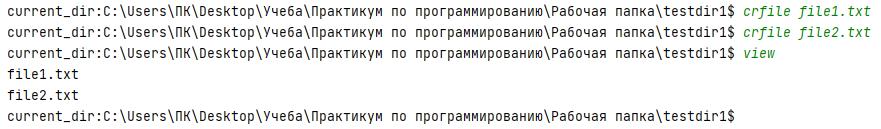 current_dir:C:\Users\ПК\Desktop\Учеба\Практикум по программированию\Рабочая папка\testdir1$ crfile file1.txt
current_dir:C:\Users\ПК\Desktop\Учеба\Практикум по программированию\Рабочая папка\testdir1$ crfile file2.txt
current_dir:C:\Users\ПК\Desktop\Учеба\Практикум по программированию\Рабочая папка\testdir1$ view
file1.txt
file2.txt
current_dir:C:\Users\ПК\Desktop\Учеба\Практикум по программированию\Рабочая папка\testdir1$